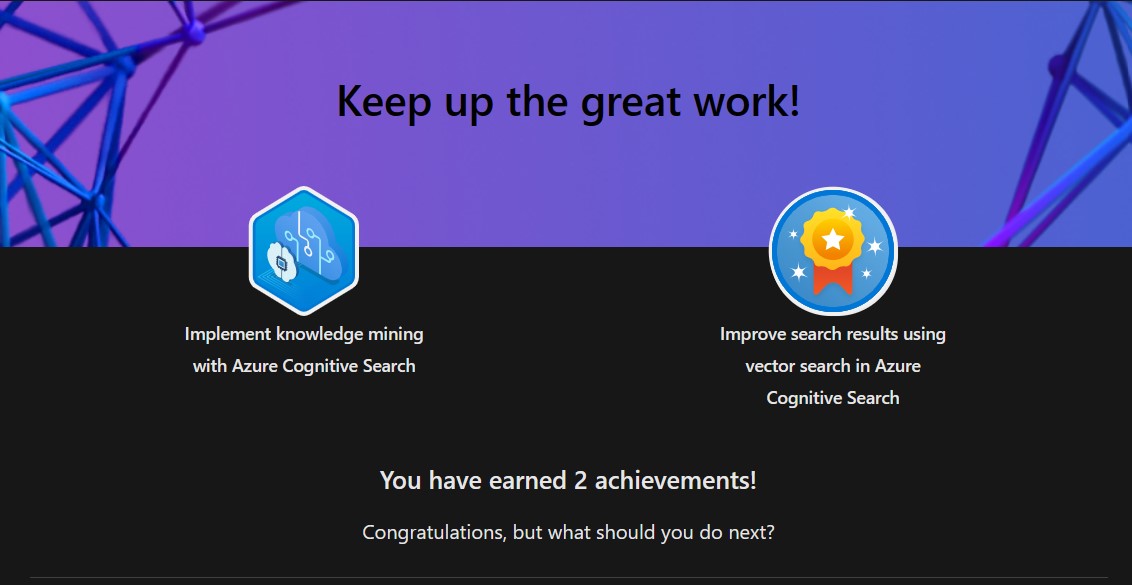 Keep up the great work!
Implement knowledge mining
with Azure Cognitive Search
Improve search results using
vector search in Azure
Cognitive Search
You have earned 2 achievements!
Congratulations, but what should you do next?